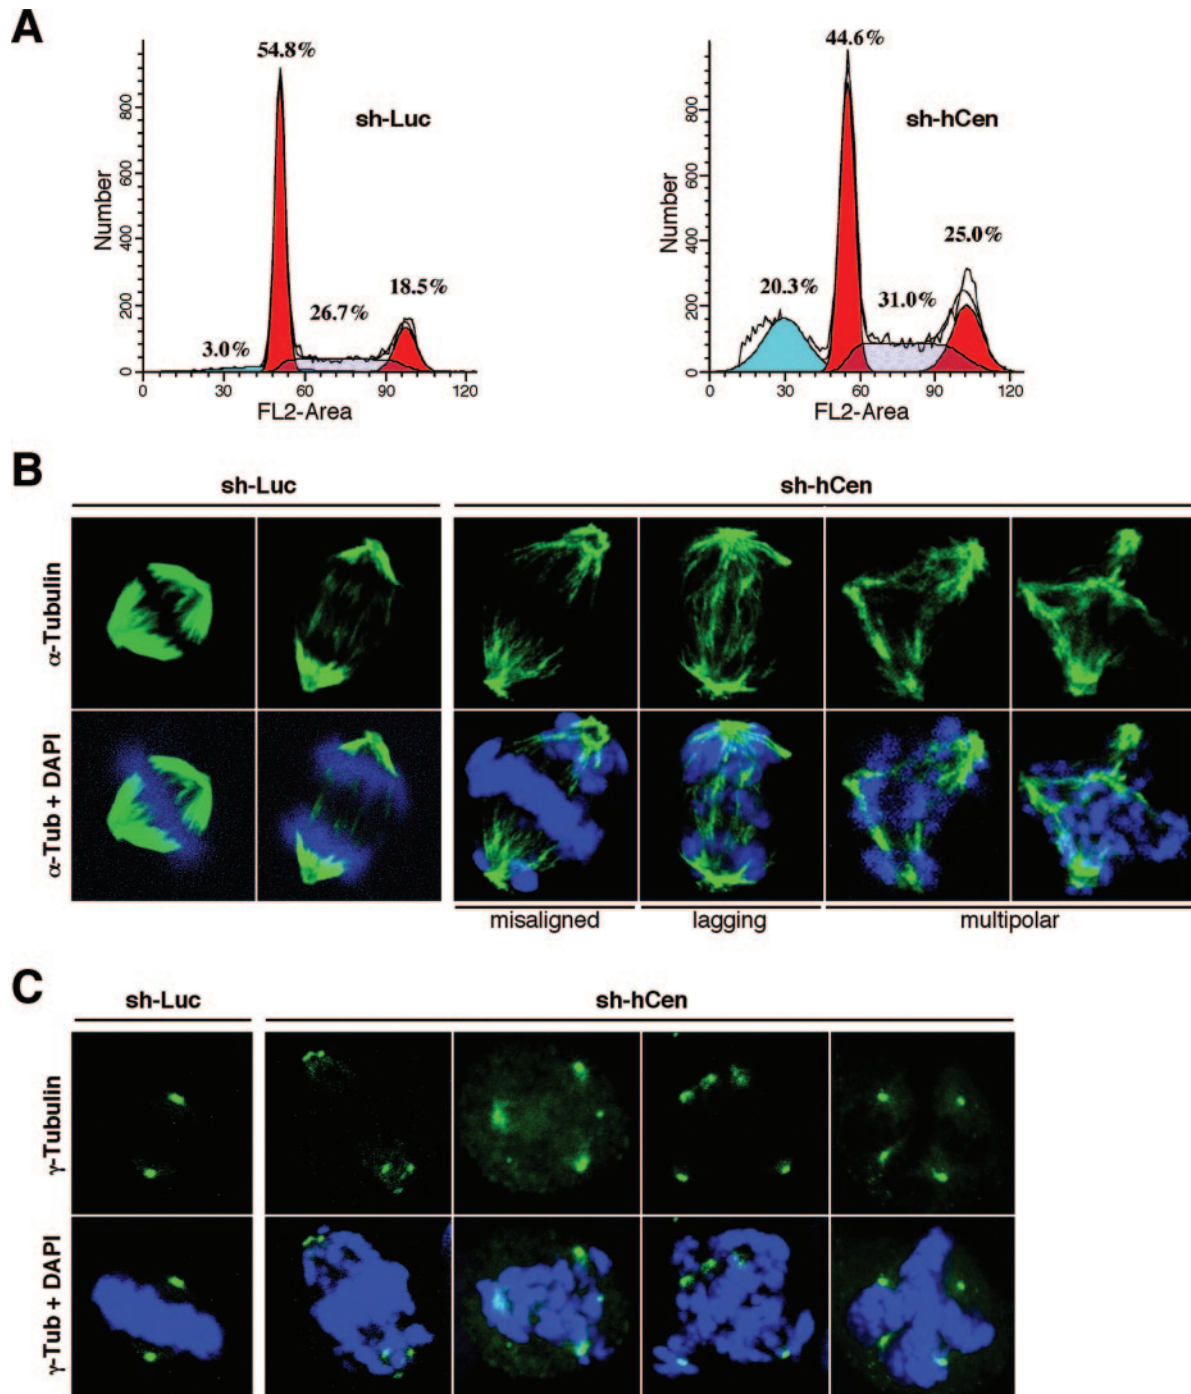 A
54.8%
sh-Luc
18.5%
26.7%
3.0%
Number
0 200 400 600 800
0 30 60 90 120
FL2-Area
44.6%
sh-hCen
25.0%
20.3%
31.0%
Number
0 200 400 600 800
0 30 60 90 120
FL2-Area
B
sh-Luc
sh-hCen
α-Tubulin
α-Tub + DAPI
misaligned
lagging
multipolar
C
sh-Luc
sh-hCen
γ-Tubulin
γ-Tub + DAPI